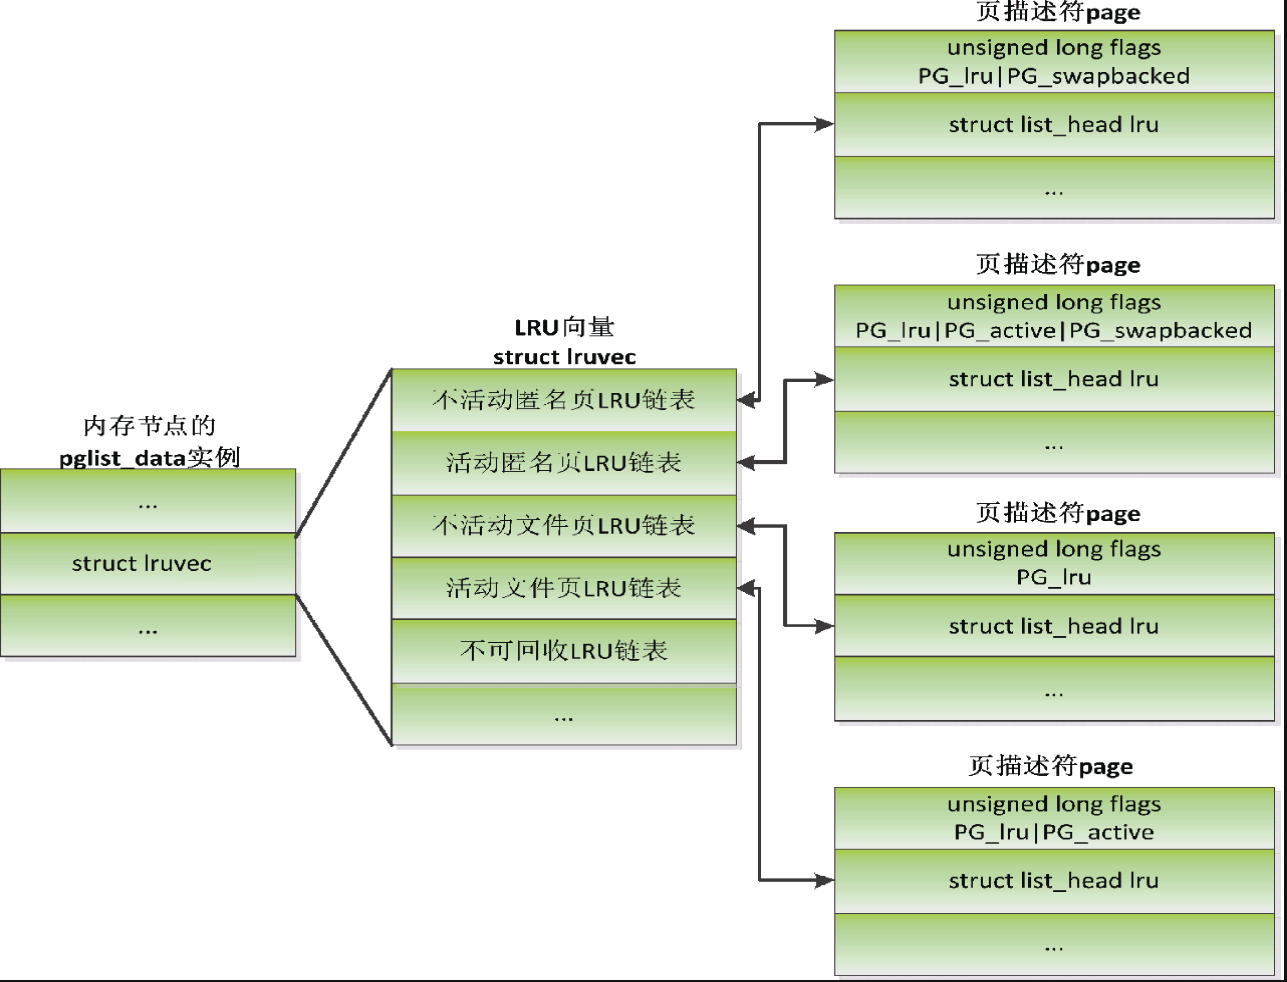 内存节点的
pglist_data实例
...
struct lruvec
...
LRU向量
struct lruvec
不活动匿名页LRU链表
活动匿名页LRU链表
不活动文件页LRU链表
活动文件页LRU链表
不可回收LRU链表
...
页描述符page
unsigned long flags
PG_lru|PG_swapbacked
struct list_head lru
...
页描述符page
unsigned long flags
PG_lru|PG_active|PG_swapbacked
struct list_head lru
...
页描述符page
unsigned long flags
PG_lru
struct list_head lru
...
页描述符page
unsigned long flags
PG_lru|PG_active
struct list_head lru
...